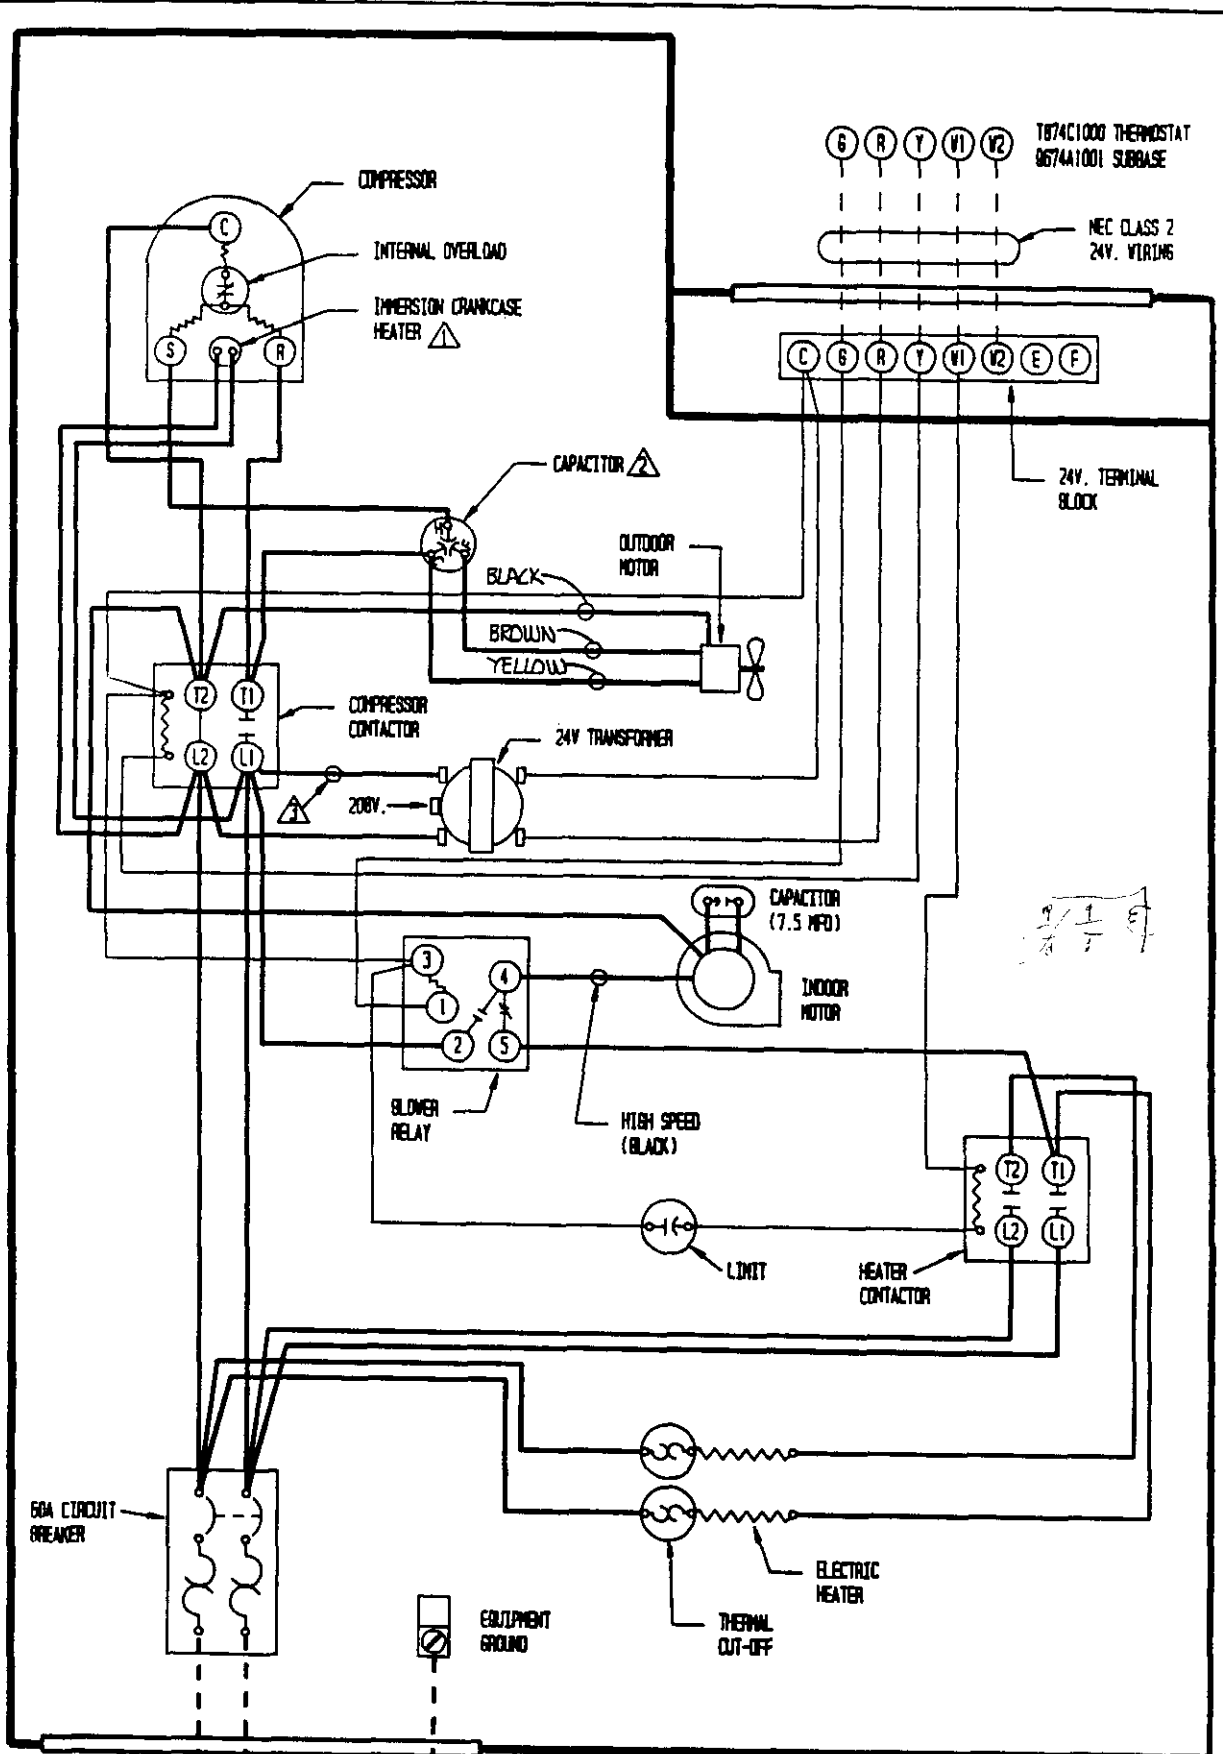 T874C1000 THERMOSTAT
Q674A1001 SUBBASE
G R Y W1 W2
NEC CLASS 2
24V. WIRING
COMPRESSOR
C
INTERNAL OVERLOAD
IMMERSION CRANKCASE
HEATER 1
S R
C G R Y W1 W2 E F
24V. TERMINAL
BLOCK
CAPACITOR 2
H
C F
OUTDOOR
MOTOR
BLACK
BROWN
YELLOW
T2 T1
COMPRESSOR
CONTACTOR
L2 L1
24V TRANSFORMER
3
208V.
CAPACITOR
(7.5 MFD)
3
4
1
2 5
INDOOR
MOTOR
BLOWER
RELAY
HIGH SPEED
(BLACK)
T2 T1
L2 L1
LIMIT
HEATER
CONTACTOR
60A CIRCUIT
BREAKER
ELECTRIC
HEATER
EQUIPMENT
GROUND
THERMAL
CUT-OFF